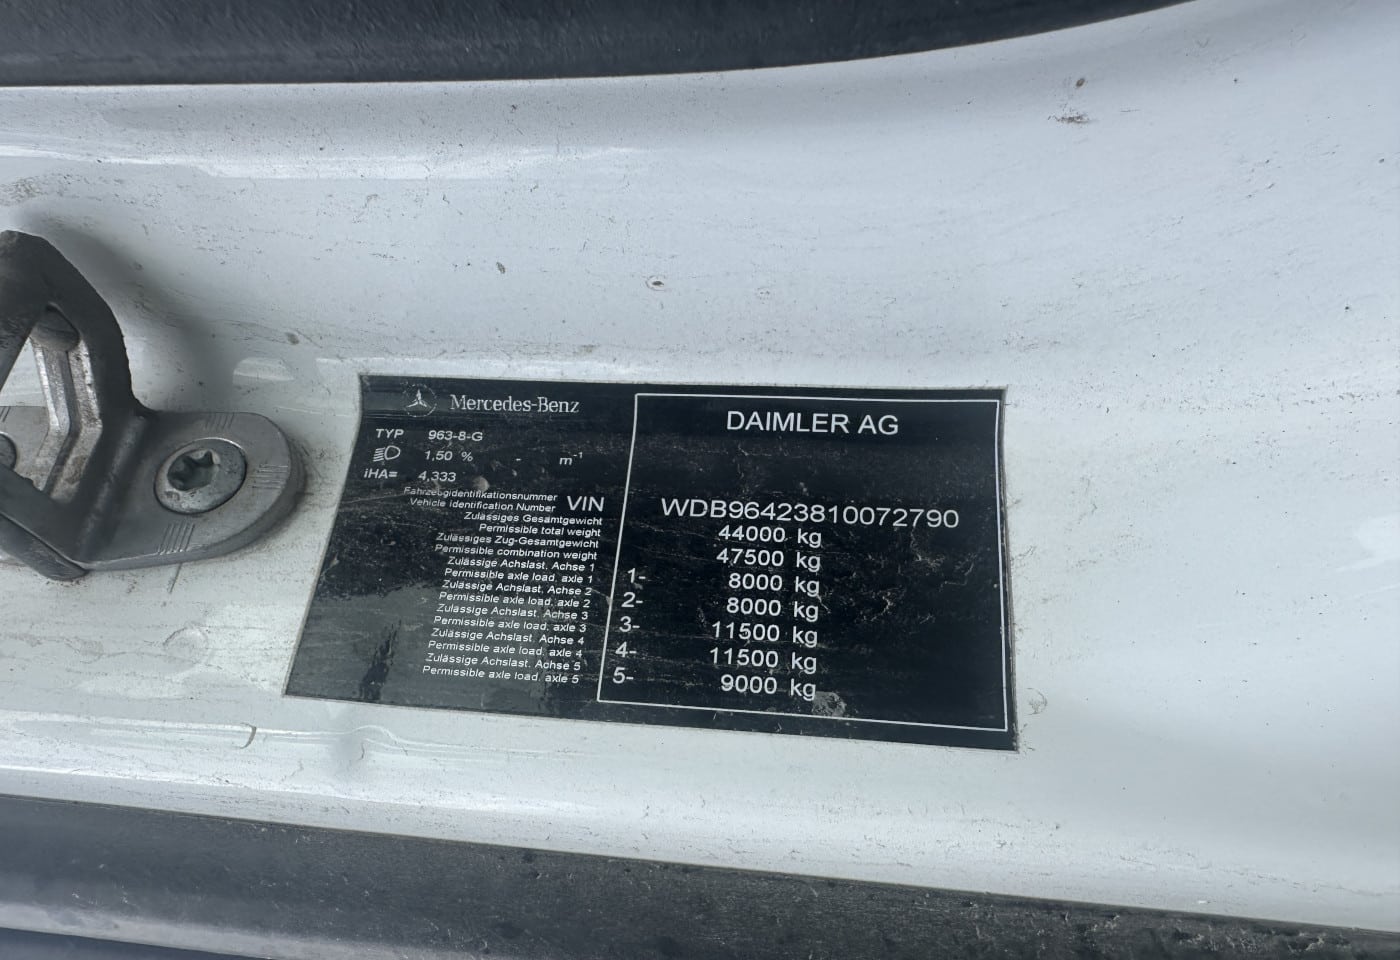 Mercedes-Benz
TYP 963-8-G
1,50 % - m-1
iHA= 4,333
DAIMLER AG
Fahrzeugidentifikationsnummer
Vehicle Identification Number VIN WDB96423810072790
Zulässiges Gesamtgewicht
Permissible total weight 44000 kg
Zulässiges Zug-Gesamtgewicht
Permissible combination weight 47500 kg
Zulässige Achslast. Achse 1
Permissible axle load. axle 1 1- 8000 kg
Zulässige Achslast. Achse 2
Permissible axle load. axle 2 2- 8000 kg
Zulässige Achslast. Achse 3
Permissible axle load. axle 3 3- 11500 kg
Zulässige Achslast. Achse 4
Permissible axle load. axle 4 4- 11500 kg
Zulässige Achslast. Achse 5
Permissible axle load. axle 5 5- 9000 kg